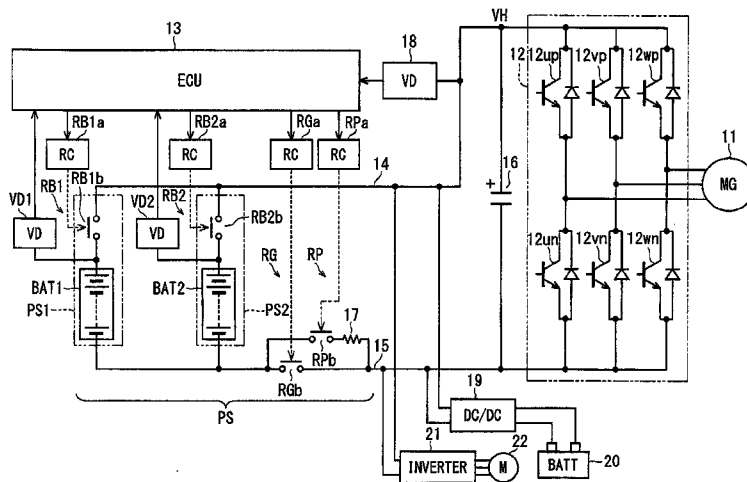 13
18
VH
ECU
VD
12 12up 12vp 12wp
RB1a RB2a RGa RPa
RC RC RC RC
11
14
16
+
MG
RB1 RB1b
VD1
RB2
VD2
RB2b
VD VD
RG RP
12un 12vn 12wn
BAT1 BAT2
PS1 PS2
17
RPb
15
RGb
PS
19
DC/DC
21
22
INVERTER
M
BATT
20